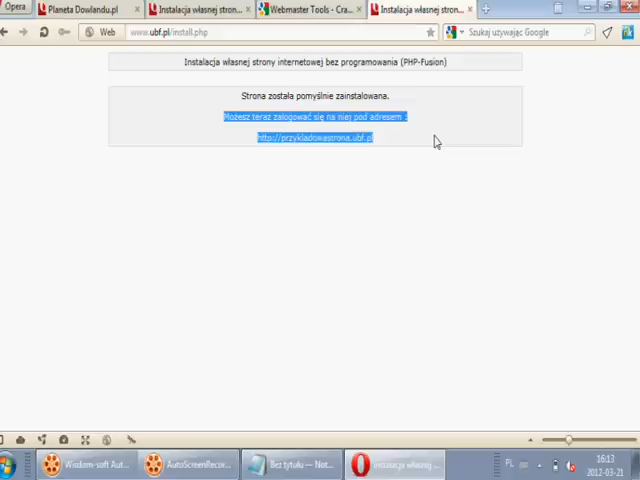 Opera
Planeta Dowlandu.pl
Instalacja własnej stron...
Webmaster Tools - Cra...
Instalacja własnej stron...
Web
www.ubf.pl/install.php
Szukaj używając Google
Instalacja własnej strony internetowej bez programowania (PHP-Fusion)
Strona została pomyślnie zainstalowana.
Możesz teraz zalogować się na niej pod adresem :
http://przykladowastrona.ubf.pl
Wisdom-soft Aut...
AutoScreenRecor...
Bez tytułu — Not...
Instalacja własnej ...
PL
16:13
2012-03-21